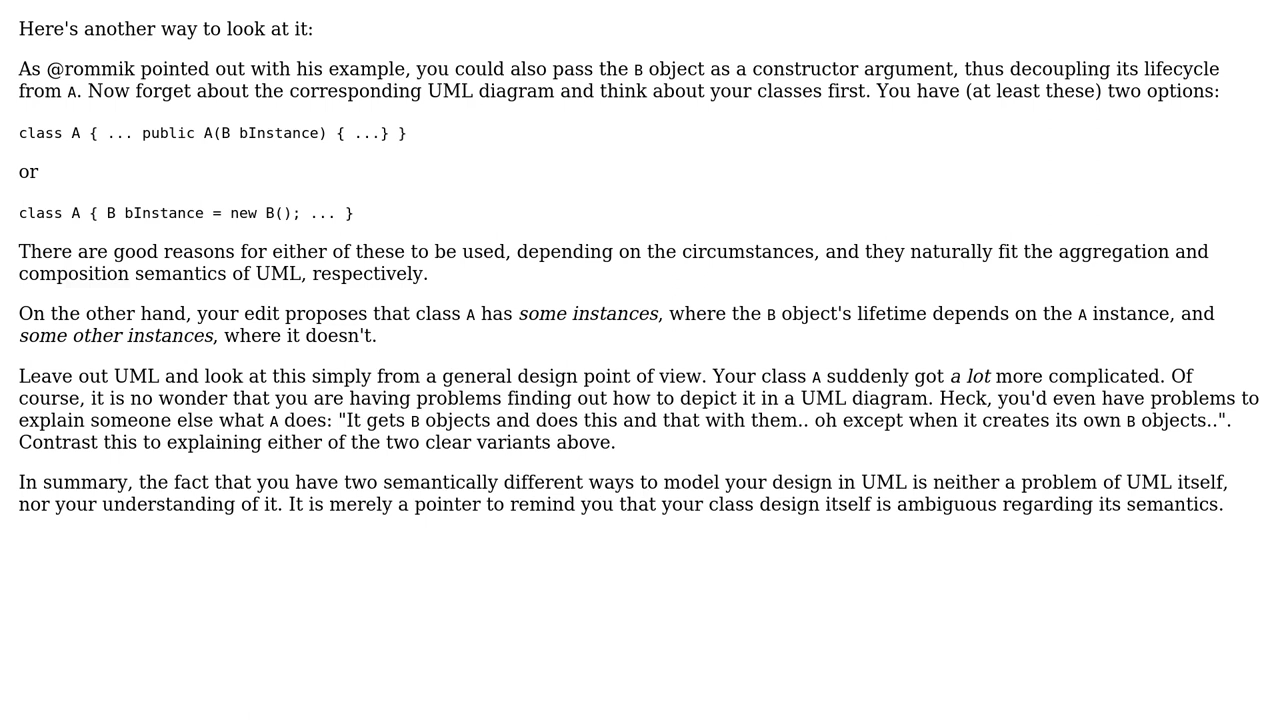 Here's another way to look at it:
As @rommik pointed out with his example, you could also pass the B object as a constructor argument, thus decoupling its lifecycle
from A. Now forget about the corresponding UML diagram and think about your classes first. You have (at least these) two options:
class A { ... public A(B bInstance) { ...} }
or
class A { B bInstance = new B(); ... }
There are good reasons for either of these to be used, depending on the circumstances, and they naturally fit the aggregation and
composition semantics of UML, respectively.
On the other hand, your edit proposes that class A has some instances, where the B object's lifetime depends on the A instance, and
some other instances, where it doesn't.
Leave out UML and look at this simply from a general design point of view. Your class A suddenly got a lot more complicated. Of
course, it is no wonder that you are having problems finding out how to depict it in a UML diagram. Heck, you'd even have problems to
explain someone else what A does: "It gets B objects and does this and that with them.. oh except when it creates its own B objects..".
Contrast this to explaining either of the two clear variants above.
In summary, the fact that you have two semantically different ways to model your design in UML is neither a problem of UML itself,
nor your understanding of it. It is merely a pointer to remind you that your class design itself is ambiguous regarding its semantics.